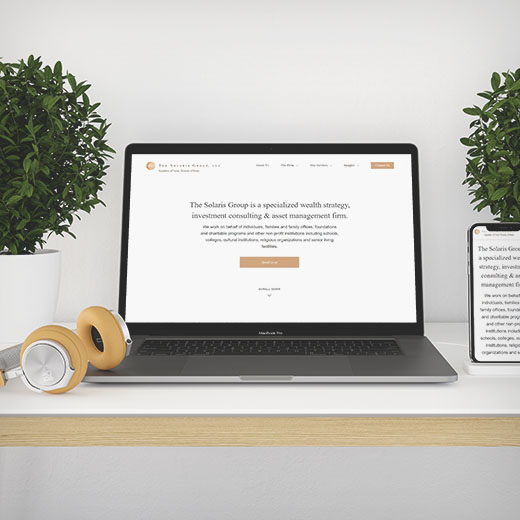 THE SOLARIS GROUP, LLC
About Us
The Firm
Our Services
Insights
Contact Us
The Solaris Group is a specialized wealth strategy,
investment consulting & asset management firm.
We work on behalf of individuals, families and family offices, foundations
and charitable programs and other non-profit institutions including schools,
colleges, cultural institutions, religious organizations and senior living
facilities.
SCROLL DOWN
MacBook Pro
The Solaris Group is
a specialized wealth
strategy, investment
consulting & asset
management firm.
We work on behalf of
individuals, families and
family offices, foundations
and charitable programs
and other non-profit
institutions including
schools, colleges, cultural
institutions, religious
organizations and senior